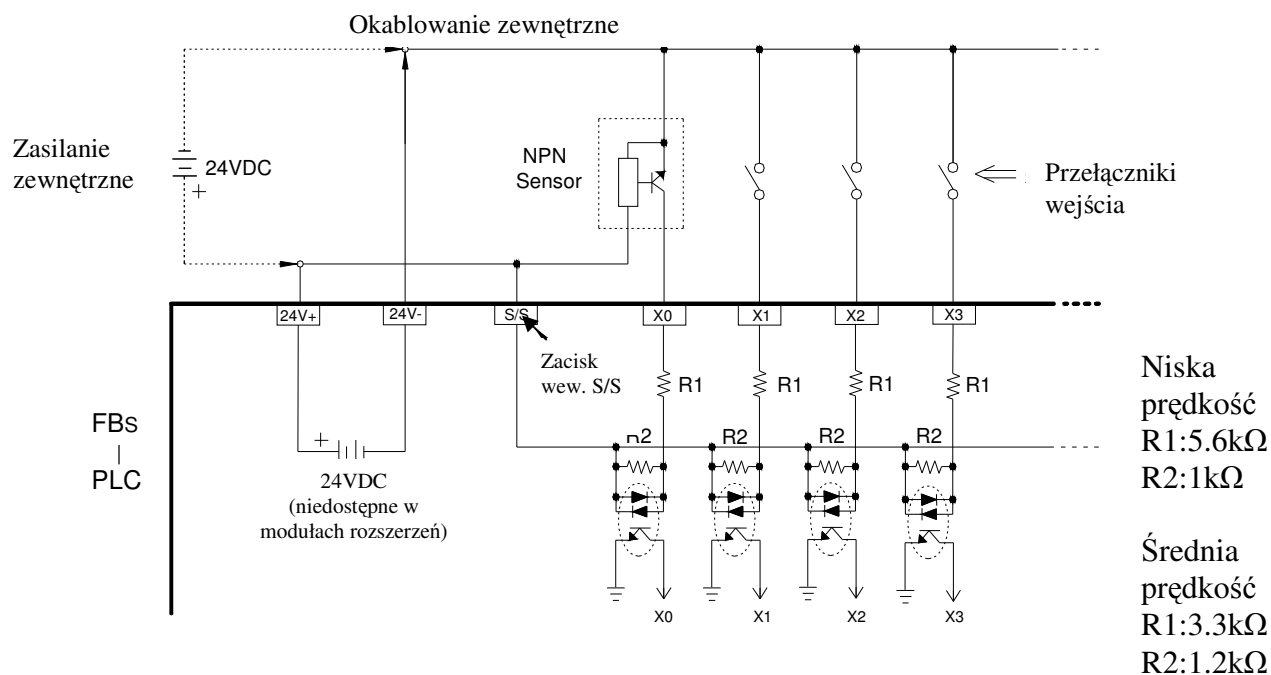 Okablowanie zewnętrzne
Zasilanie
zewnętrzne
24VDC
+
NPN
Sensor
Przełączniki
wejścia
24V+
24V-
S/S
X0
X1
X2
X3
Zacisk
wew. S/S
R1
R1
R1
R1
FBs
PLC
+
24VDC
(niedostępne w
modułach rozszerzeń)
R2
R2
R2
R2
X0
X1
X2
X3
Niska
prędkość
R1:5.6kΩ
R2:1kΩ
Średnia
prędkość
R1:3.3kΩ
R2:1.2kΩ